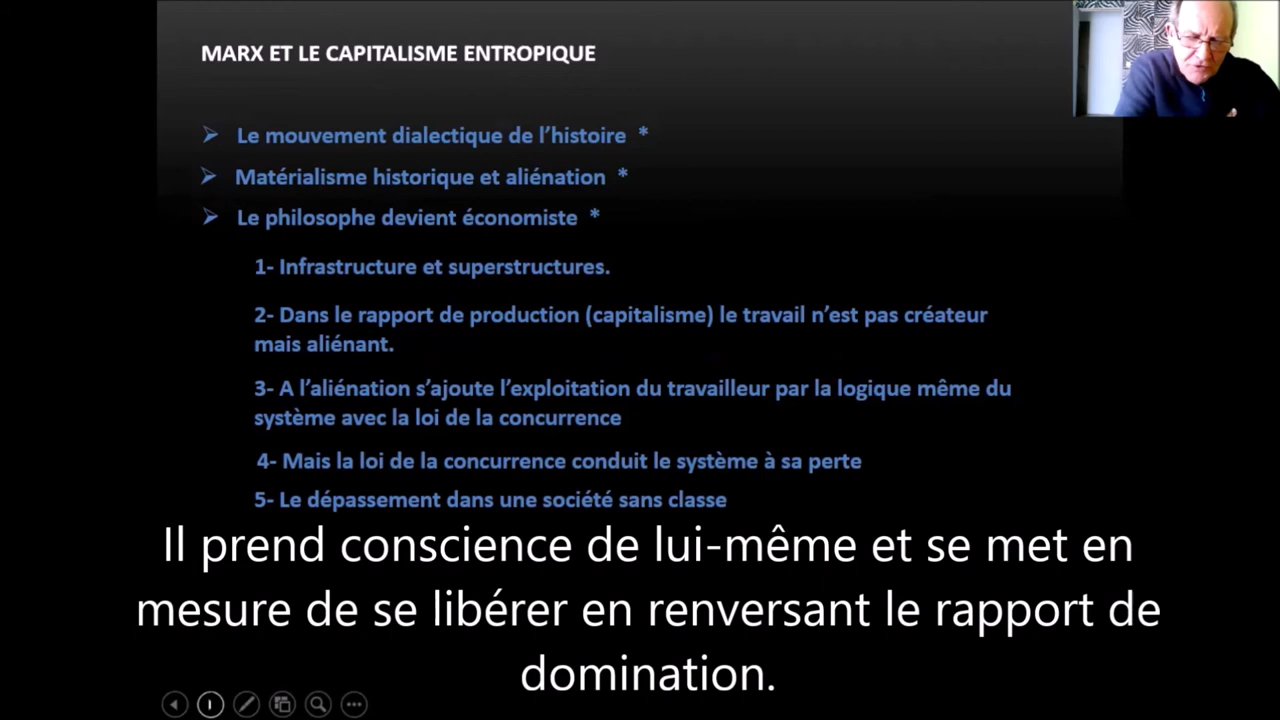 MARX ET LE CAPITALISME ENTROPIQUE
➢ Le mouvement dialectique de l’histoire *
➢ Matérialisme historique et aliénation *
➢ Le philosophe devient économiste *
1- Infrastructure et superstructures.
2- Dans le rapport de production (capitalisme) le travail n’est pas créateur
mais aliénant.
3- A l’aliénation s’ajoute l’exploitation du travailleur par la logique même du
système avec la loi de la concurrence
4- Mais la loi de la concurrence conduit le système à sa perte
5- Le dépassement dans une société sans classe
Il prend conscience de lui-même et se met en
mesure de se libérer en renversant le rapport de
domination.